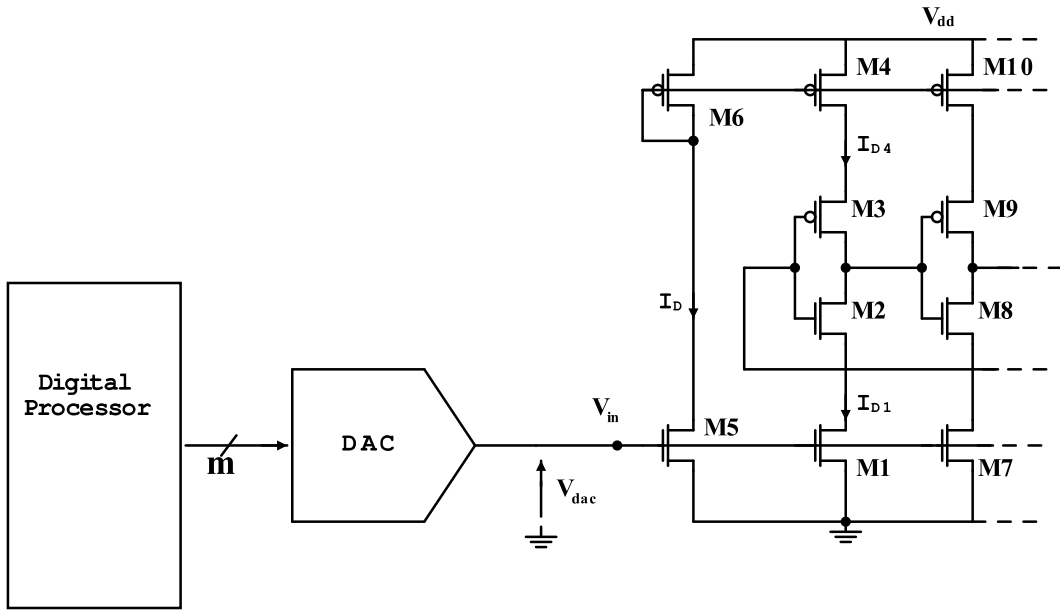 Vdd
M4
M10
M6
ID4
M3
M9
ID
M2
M8
Digital
Processor
ID1
Vin
M5
DAC
m
M1
M7
Vdac